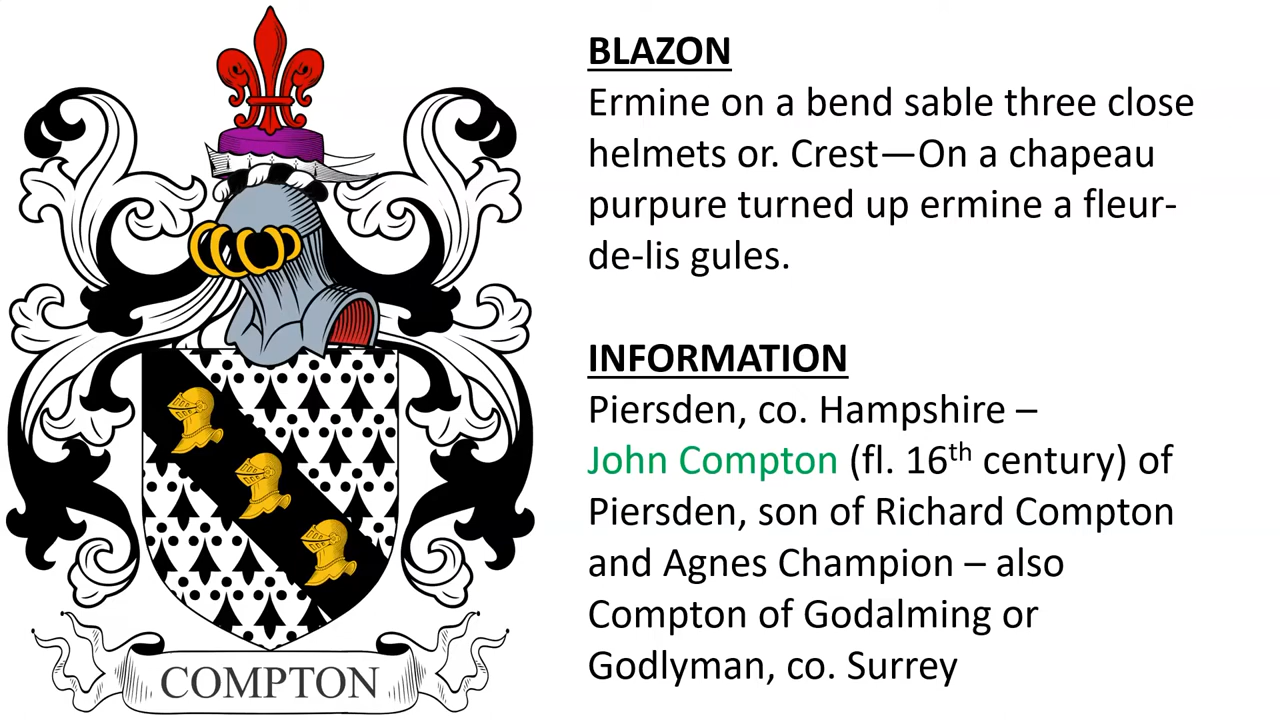 BLAZON
Ermine on a bend sable three close
helmets or. Crest—On a chapeau
purpure turned up ermine a fleur-
de-lis gules.
INFORMATION
Piersden, co. Hampshire –
John Compton (fl. 16th century) of
Piersden, son of Richard Compton
and Agnes Champion – also
Compton of Godalming or
Godlyman, co. Surrey
COMPTON